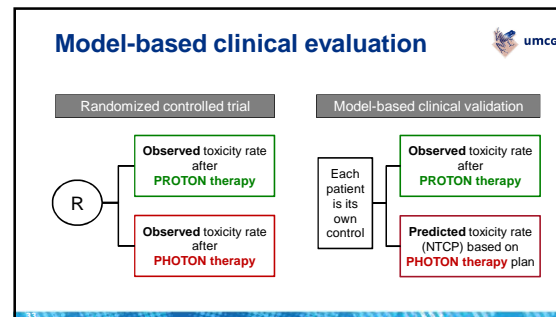 Model-based clinical evaluation
umcg
Randomized controlled trial
Model-based clinical validation
R
Observed toxicity rate
after
PROTON therapy
Observed toxicity rate
after
PHOTON therapy
Each
patient
is its
own
control
Observed toxicity rate
after
PROTON therapy
Predicted toxicity rate
(NTCP) based on
PHOTON therapy plan